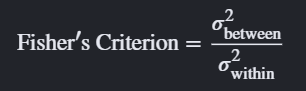 Fisher's Criterion = σ²between / σ²within